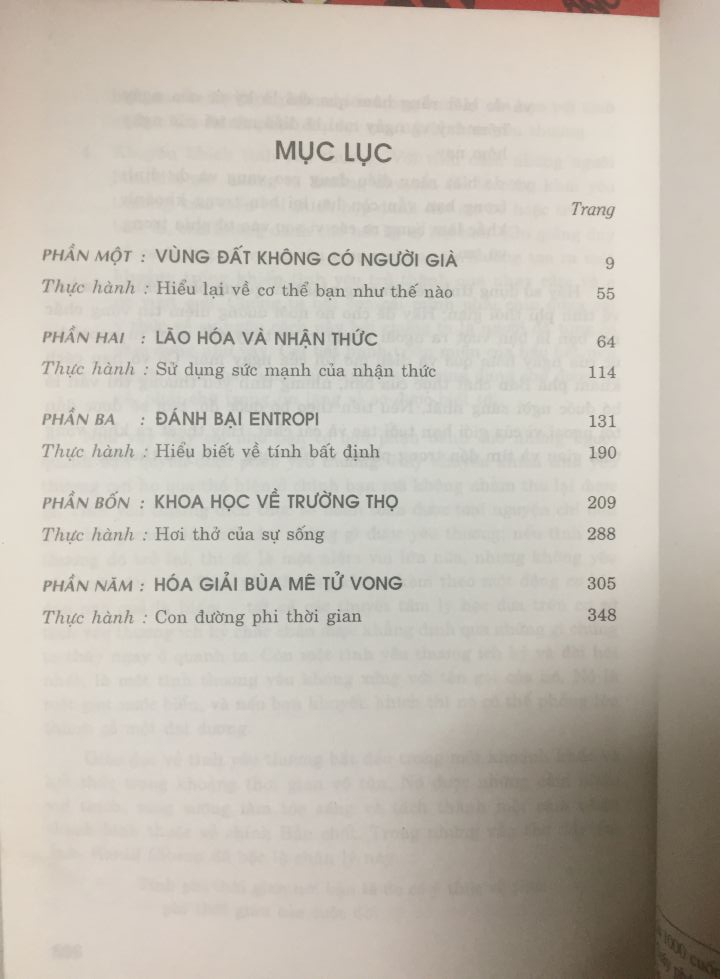 MỤC LỤC
Trang
PHẦN MỘT : VÙNG ĐẤT KHÔNG CÓ NGƯỜI GIÀ 9
Thực hành : Hiểu lại về cơ thể bạn như thế nào 55
PHẦN HAI : LÃO HÓA VÀ NHẬN THỨC 64
Thực hành : Sử dụng sức mạnh của nhận thức 114
PHẦN BA : ĐÁNH BẠI ENTROPI 131
Thực hành : Hiểu biết về tính bất định 190
PHẦN BỐN : KHOA HỌC VỀ TRƯỜNG THỌ 209
Thực hành : Hơi thở của sự sống 288
PHẦN NĂM : HÓA GIẢI BÙA MÊ TỬ VONG 305
Thực hành : Con đường phi thời gian 348